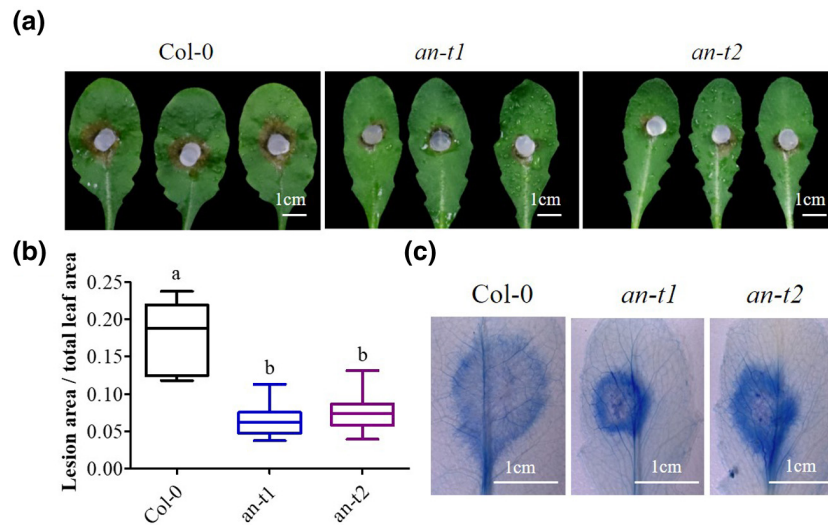 (a)
Col-0 an-t1 an-t2
1cm 1cm 1cm
(b)
Lesion area / total leaf area
0.25
0.20
0.15
0.10
0.05
0.00
a
b
b
Col-0
an-t1
an-t2
(c)
Col-0 an-t1 an-t2
1cm 1cm 1cm